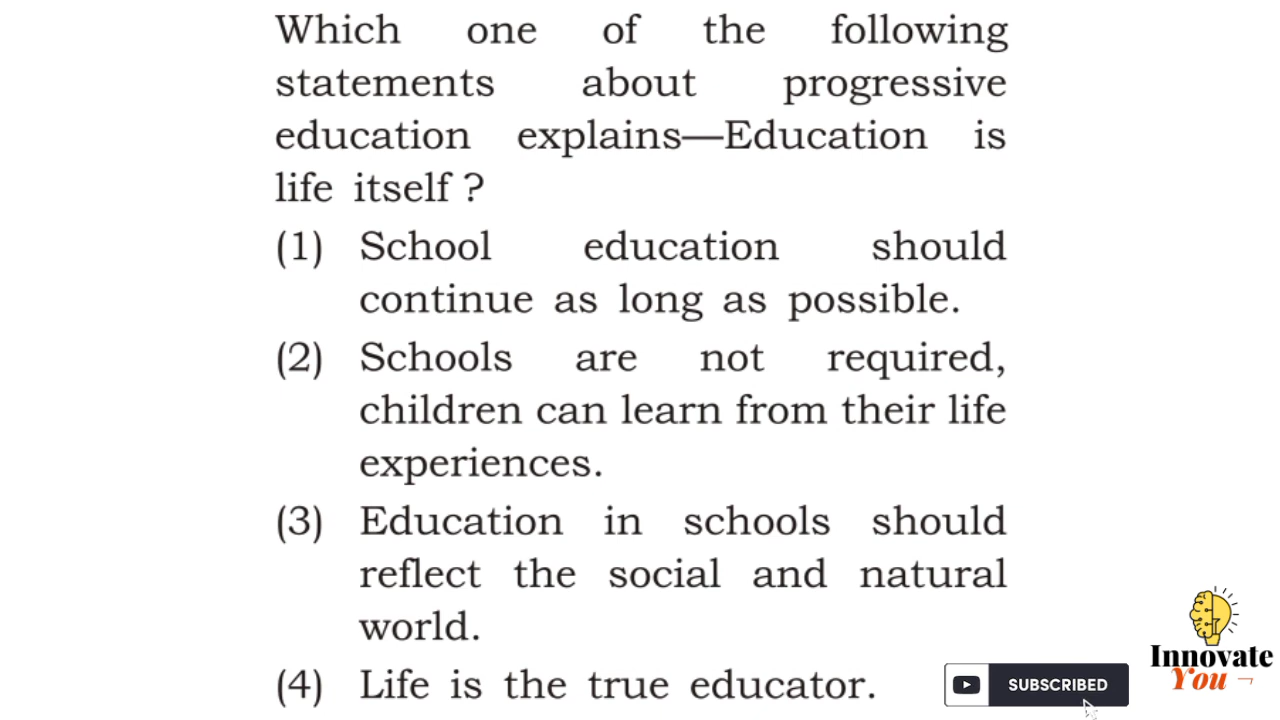 Which one of the following
statements about progressive
education explains—Education is
life itself ?
(1) School education should
continue as long as possible.
(2) Schools are not required,
children can learn from their life
experiences.
(3) Education in schools should
reflect the social and natural
world.
(4) Life is the true educator.
SUBSCRIBED
Innovate
You